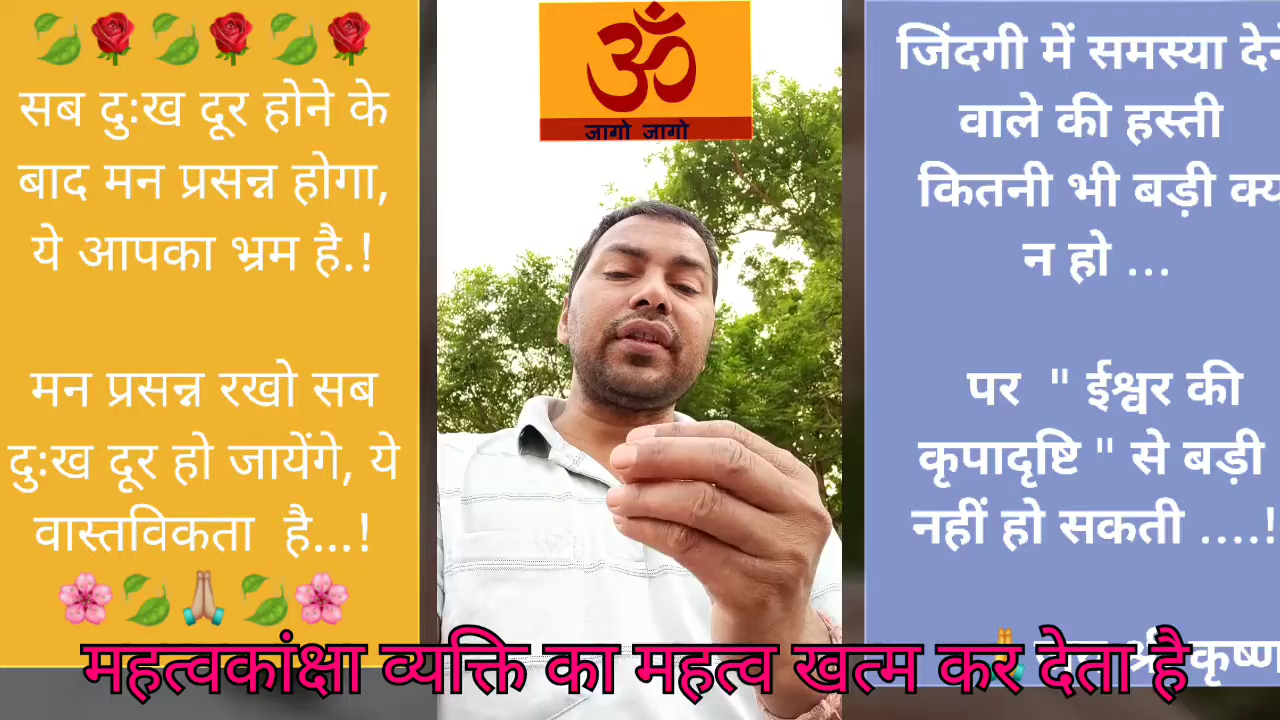 सब दुःख दूर होने के
बाद मन प्रसन्न होगा,
ये आपका भ्रम है.!
मन प्रसन्न रखो सब
दुःख दूर हो जायेंगे, ये
वास्तविकता है...!
ॐ
जागो जागो
जिंदगी में समस्या देने
वाले की हस्ती
कितनी भी बड़ी क्य
न हो ...
पर " ईश्वर की
कृपादृष्टि " से बड़ी
नहीं हो सकती ....!
कृष्ण
महत्वकांक्षा व्यक्ति का महत्व खत्म कर देता है